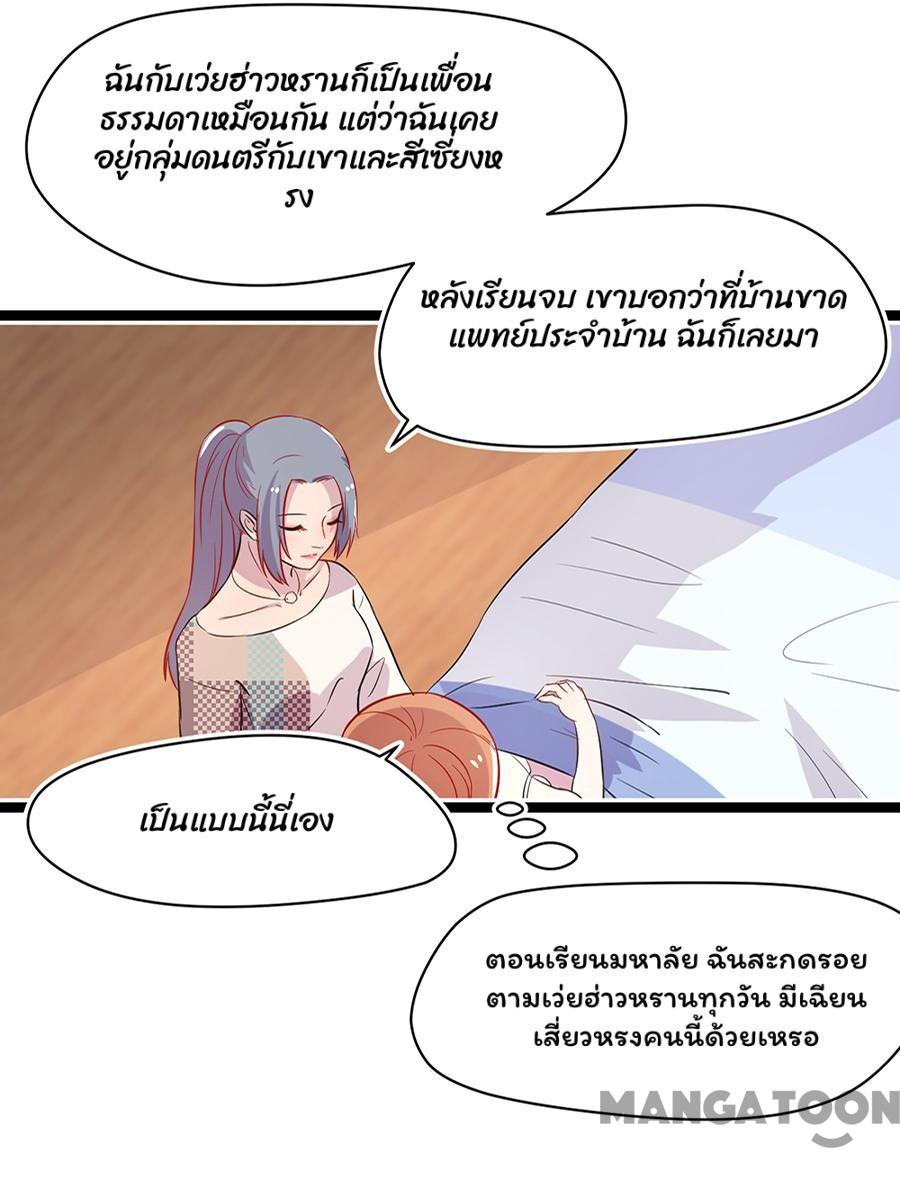 ฉันกับเว่ยฮ่าวหรานก็เป็นเพื่อน
ธรรมดาเหมือนกัน แต่ว่าฉันเคย
อยู่กลุ่มดนตรีกับเขาและสีเซี่ยงห
รง
หลังเรียนจบ เขาบอกว่าที่บ้านขาด
แพทย์ประจำบ้าน ฉันก็เลยมา
เป็นแบบนี้นี่เอง
ตอนเรียนมหาลัย ฉันสะกดรอย
ตามเว่ยฮ่าวหรานทุกวัน มีเฉียน
เสี่ยวหรงคนนี้ด้วยเหรอ
MANGATOON